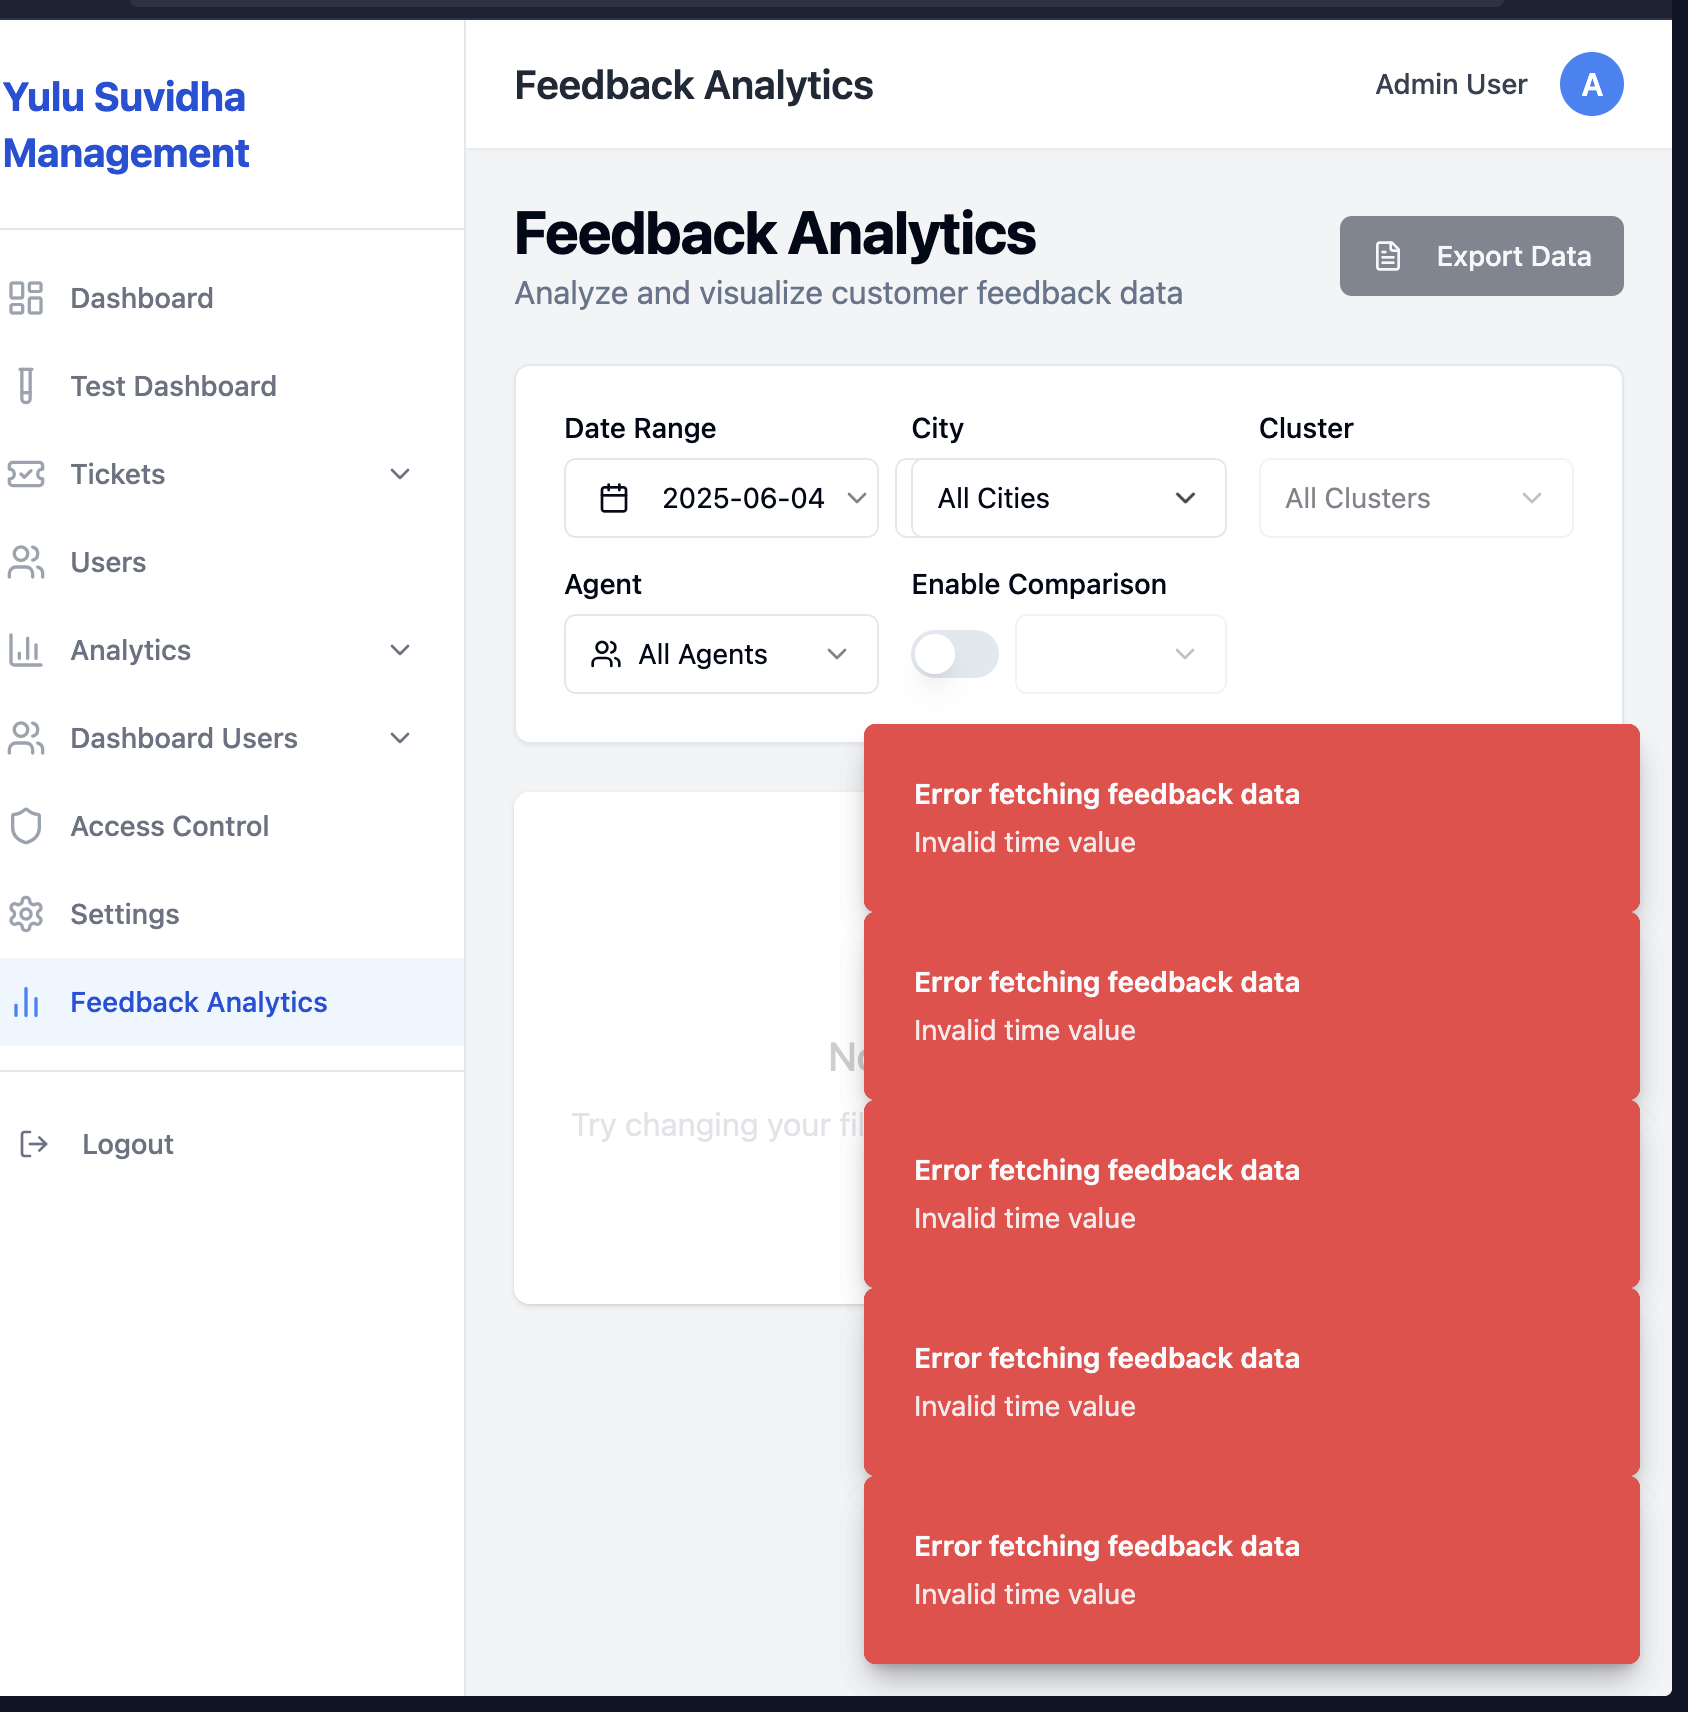 Yulu Suvidha
Management
Dashboard
Test Dashboard
Tickets
Users
Analytics
Dashboard Users
Access Control
Settings
Feedback Analytics
Logout
Feedback Analytics
Admin User
A
Feedback Analytics
Analyze and visualize customer feedback data
Export Data
Date Range
City
Cluster
2025-06-04
All Cities
All Clusters
Agent
Enable Comparison
All Agents
Try changing your
Error fetching feedback data
Invalid time value
Error fetching feedback data
Invalid time value
Error fetching feedback data
Invalid time value
Error fetching feedback data
Invalid time value
Error fetching feedback data
Invalid time value